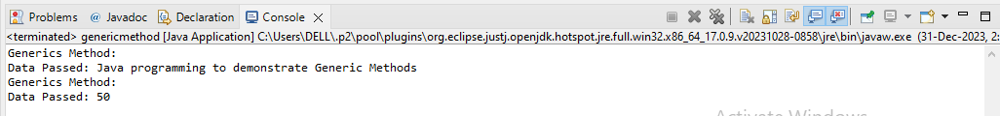 Problems @ Javadoc Declaration Console ×
<terminated> genericmethod [Java Application] C:\Users\DELL\.p2\pool\plugins\org.eclipse.justj.openjdk.hotspot.jre.full.win32.x86_64_17.0.9.v20231028-0858\jre\bin\javaw.exe (31-Dec-2023, 2:
Generics Method:
Data Passed: Java programming to demonstrate Generic Methods
Generics Method:
Data Passed: 50
Activate Windows